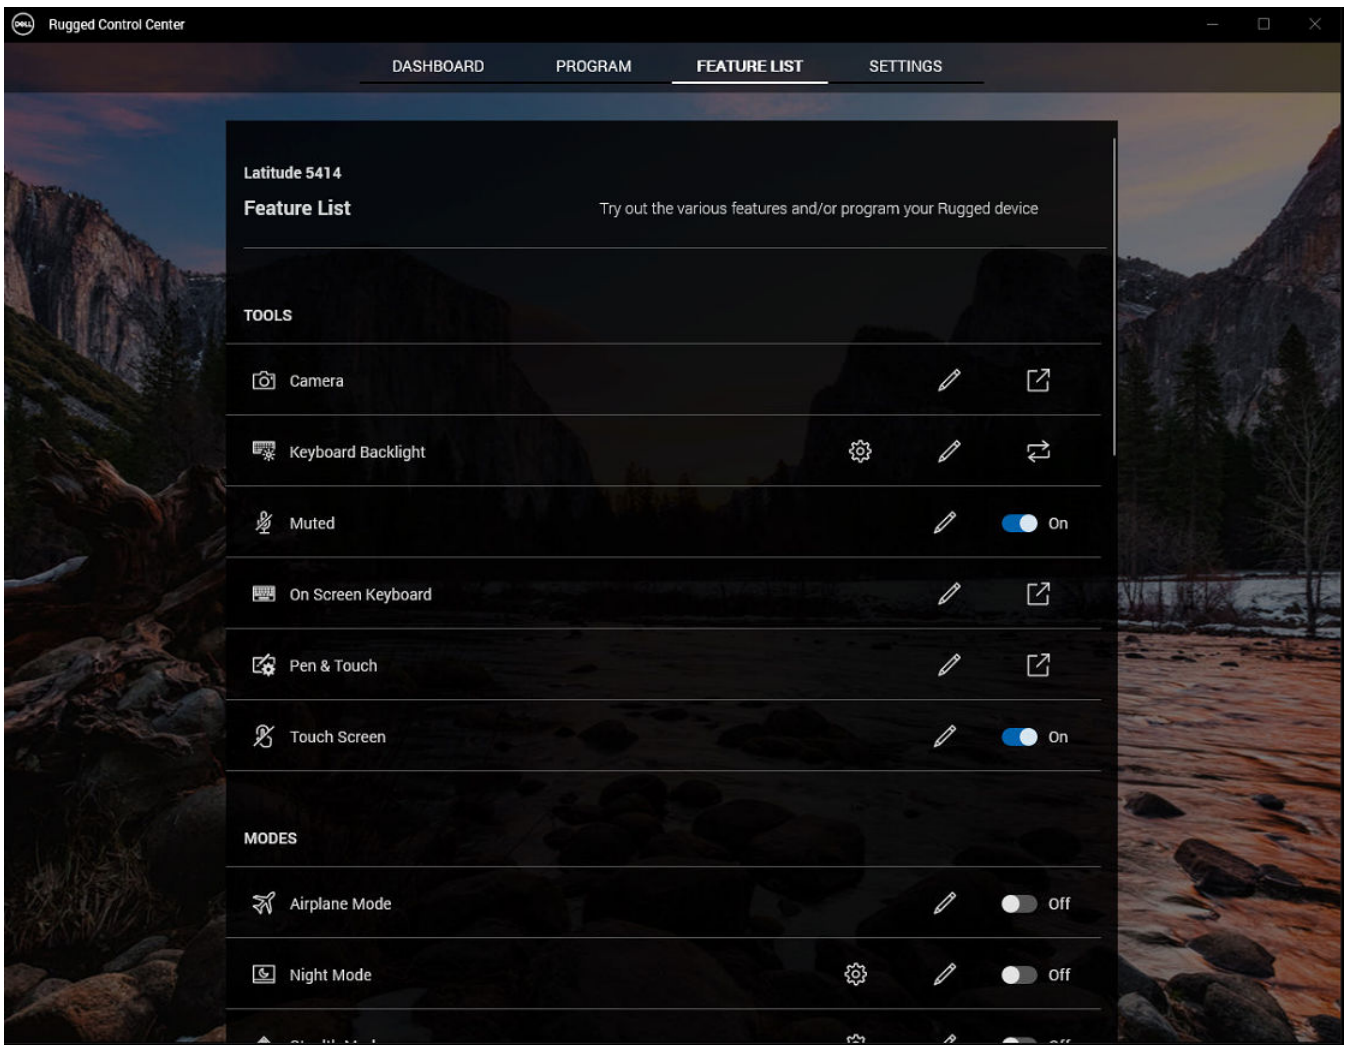 DELL
Rugged Control Center
DASHBOARD
PROGRAM
FEATURE LIST
SETTINGS
Latitude 5414
Feature List
Try out the various features and/or program your Rugged device
TOOLS
Camera
Keyboard Backlight
Muted
On
On Screen Keyboard
Pen & Touch
Touch Screen
On
MODES
Airplane Mode
Off
Night Mode
Off